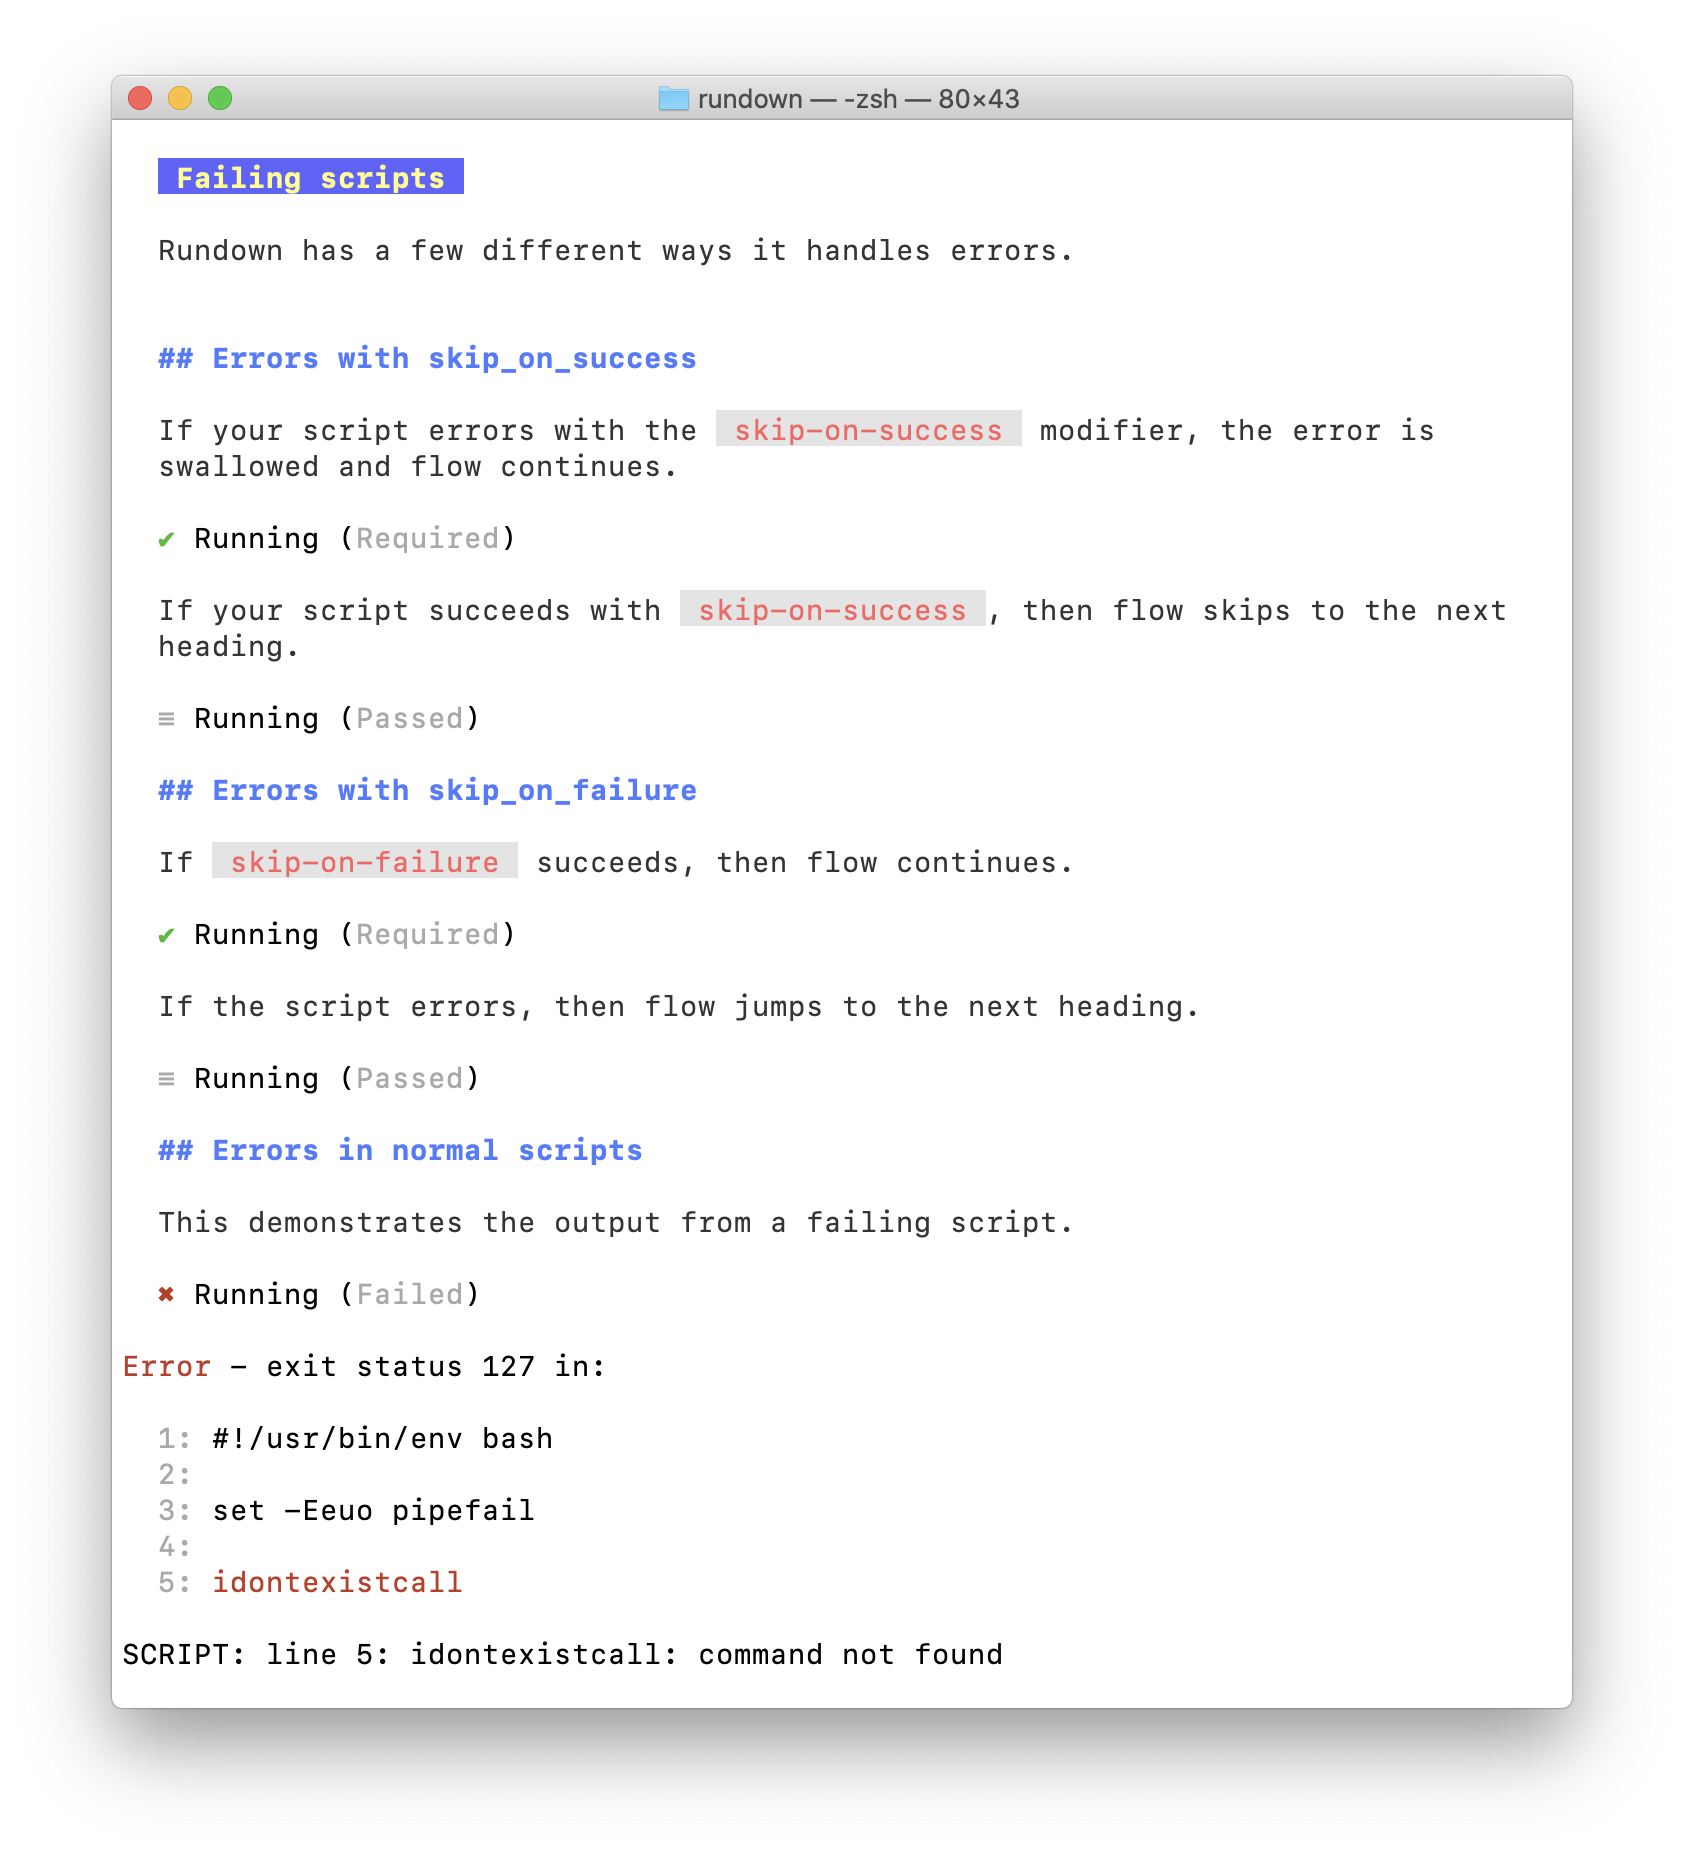 rundown — -zsh — 80×43
Failing scripts
Rundown has a few different ways it handles errors.
## Errors with skip_on_success
If your script errors with the skip-on-success modifier, the error is
swallowed and flow continues.
✔ Running (Required)
If your script succeeds with skip-on-success , then flow skips to the next
heading.
≡ Running (Passed)
## Errors with skip_on_failure
If skip-on-failure succeeds, then flow continues.
✔ Running (Required)
If the script errors, then flow jumps to the next heading.
≡ Running (Passed)
## Errors in normal scripts
This demonstrates the output from a failing script.
✖ Running (Failed)
Error - exit status 127 in:
1: #!/usr/bin/env bash
2:
3: set -Eeuo pipefail
4:
5: idontexistcall
SCRIPT: line 5: idontexistcall: command not found